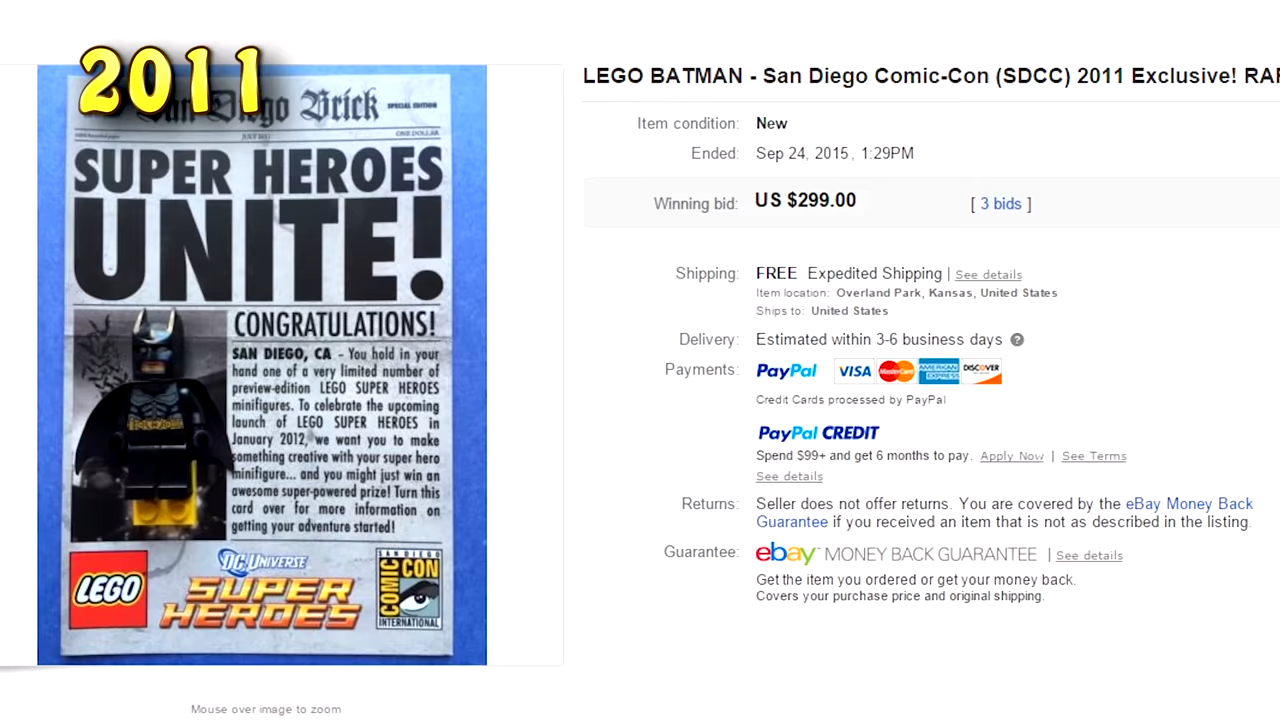 2011
San Diego Brick
SPECIAL EDITION
JULY 2011
ONE DOLLAR
SUPER HEROES
UNITE!
CONGRATULATIONS!
SAN DIEGO, CA - You hold in your
hand one of a very limited number of
preview-edition LEGO SUPER HEROES
minifigures. To celebrate the upcoming
launch of LEGO SUPER HEROES in
January 2012, we want you to make
something creative with your super hero
minifigure... and you might just win an
awesome super-powered prize! Turn this
card over for more information on
getting your adventure started!
LEGO
DC UNIVERSE
SUPER
HEROES
SAN DIEGO
COMIC
CON
INTERNATIONAL
Mouse over image to zoom
LEGO BATMAN - San Diego Comic-Con (SDCC) 2011 Exclusive!
Item condition: New
Ended: Sep 24, 2015 , 1:29PM
Winning bid: US $299.00 [ 3 bids ]
Shipping: FREE Expedited Shipping | See details
Item location: Overland Park, Kansas, United States
Ships to: United States
Delivery: Estimated within 3-6 business days ?
Payments: PayPal VISA MasterCard AMERICAN EXPRESS DISCOVER
Credit Cards processed by PayPal
PayPal CREDIT
Spend $99+ and get 6 months to pay. Apply Now | See Terms
See details
Returns: Seller does not offer returns. You are covered by the eBay Money Back
Guarantee if you received an item that is not as described in the listing.
Guarantee: ebay MONEY BACK GUARANTEE | See details
Get the item you ordered or get your money back.
Covers your purchase price and original shipping.